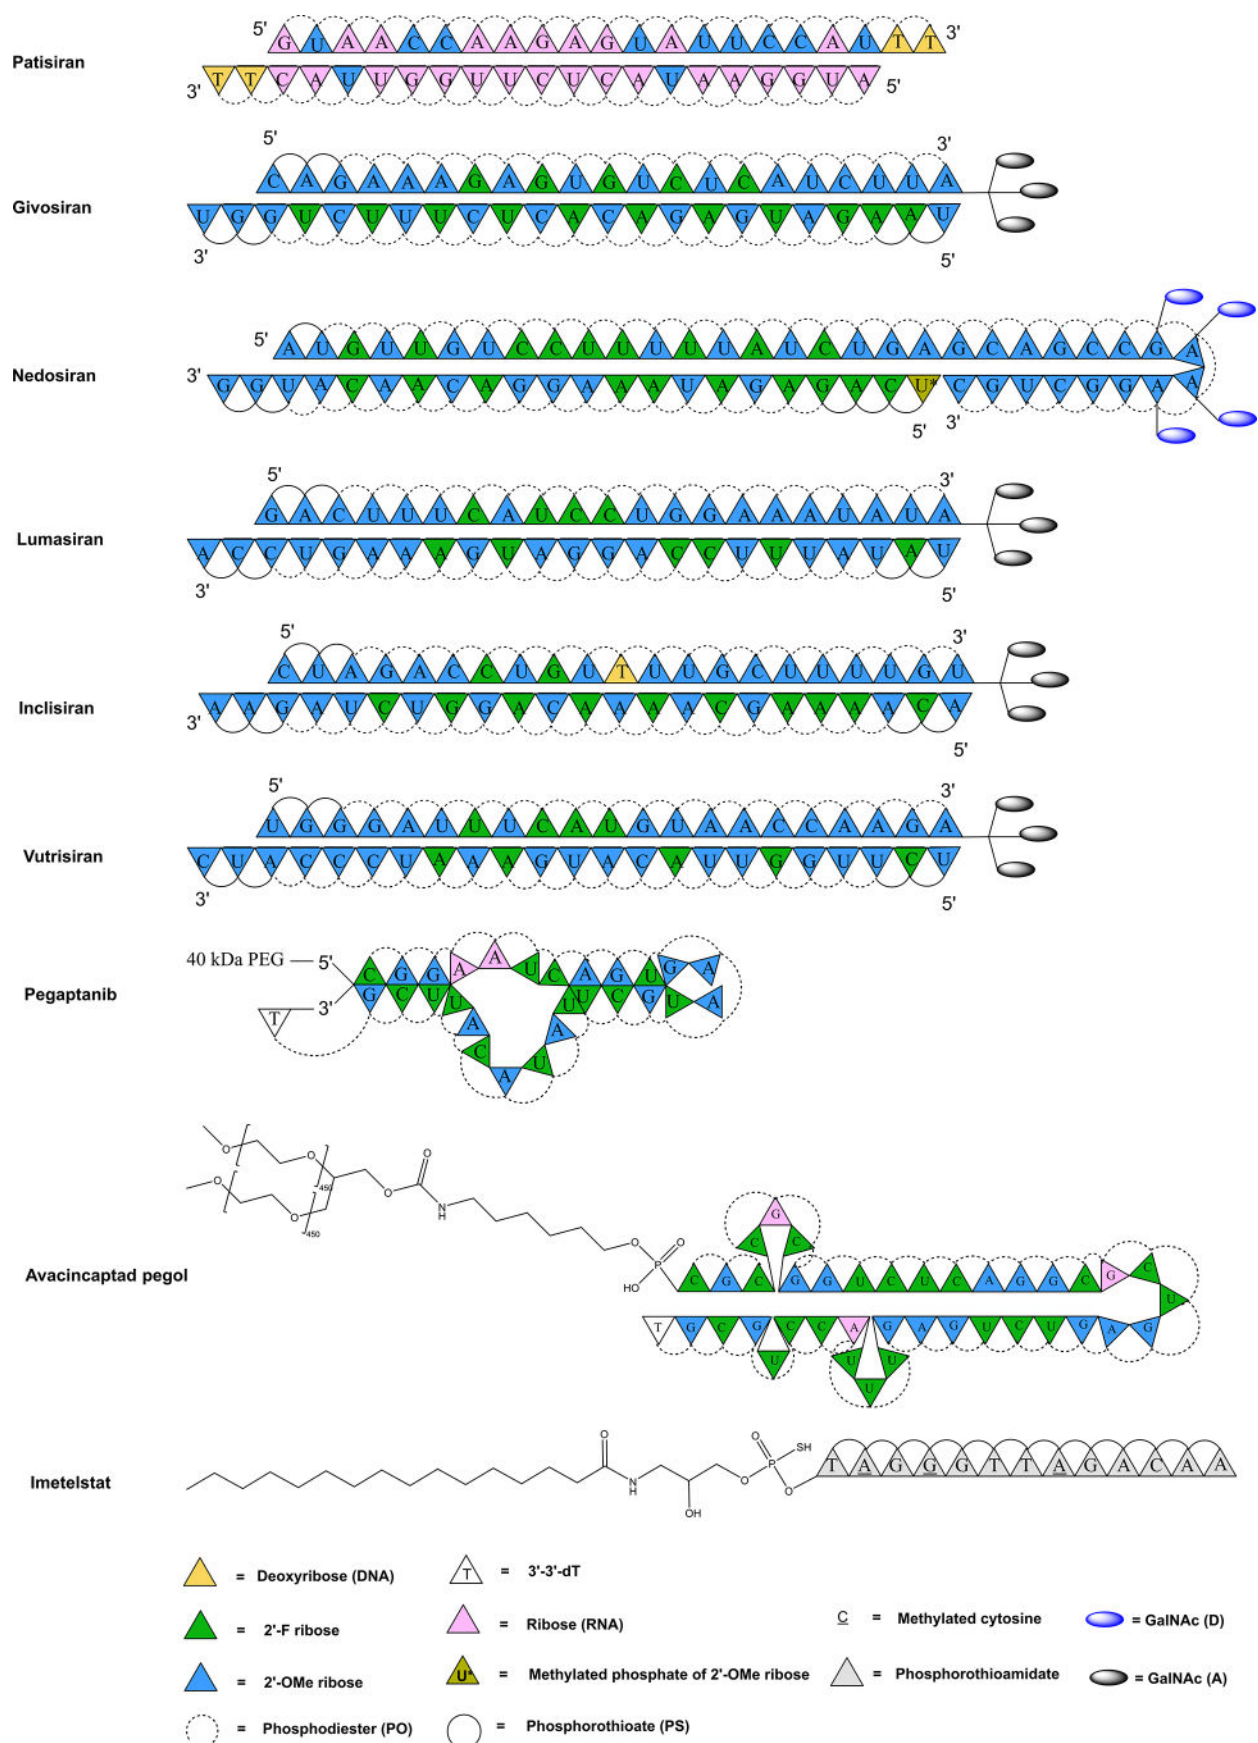 Patisiran
5' G U A A C C A A G A G U A U U C C A U T T 3'
3' T T C A U U G G U U C U C A U A A G G U A 5'
Givosiran
5' 3'
C A G A A A G A G U G U C U C A U C U U A
U G G U C U U U C U C A C A G A G U A G A A U
3' 5'
Nedosiran
5' A U G U U G U C C U U U U U A U C U G A G C A G C C G A
3' G G U A C A A C A G G A A A U A G A G A C U* C G U C G G A A
5' 3'
Lumasiran
5' 3'
G A C U U U C A U C C U G G A A A U A U A
A C C U G A A A G U A G G A C C U U U A U A U
3' 5'
Inclisiran
5' 3'
C U A G A C C U G U T U U G C U U U U G U
A A G A U C U G G A C A A A A C G A A A A C A
3' 5'
Vutrisiran
5' 3'
U G G G A U U U C A U G U A A C C A A G A
C U A C C C U A A A G U A C A U U G G U U C U
3' 5'
Pegaptanib
40 kDa PEG 5' C G G A A U C A G U G A
T 3' G C U U A C A U A U U C G U A
Avacincaptad pegol
O O 450 O O 450 O O N H O P O HO
C G C C G C G G U C U C A G G C G C U
T G C G U C C A U U U G A G U C U G A G
Imetelstat
O N H OH O P O SH O T A G G G T T A G A C A A
= Deoxyribose (DNA)
T = 3'-3'-dT
= 2'-F ribose
= Ribose (RNA)
C = Methylated cytosine
= GalNAc (D)
= 2'-OMe ribose
U* = Methylated phosphate of 2'-OMe ribose
= Phosphorothioamidate
= GalNAc (A)
= Phosphodiester (PO)
= Phosphorothioate (PS)